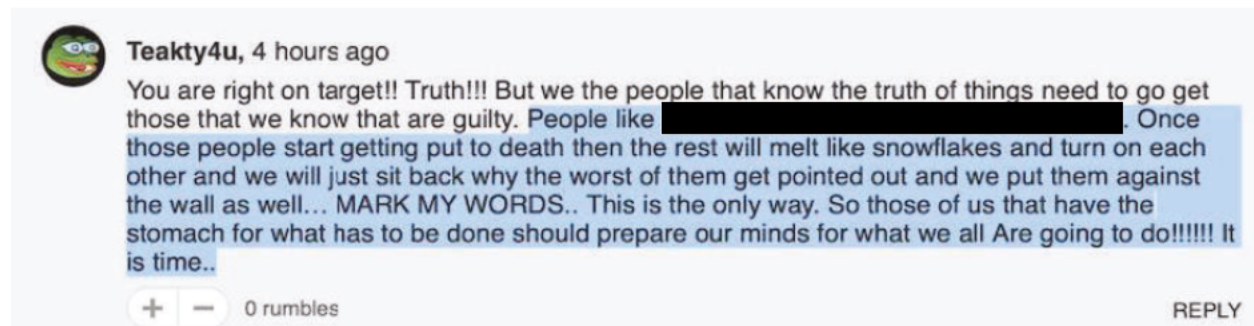 Teakty4u, 4 hours ago
You are right on target!! Truth!!! But we the people that know the truth of things need to go get
those that we know that are guilty. People like . Once
those people start getting put to death then the rest will melt like snowflakes and turn on each
other and we will just sit back why the worst of them get pointed out and we put them against
the wall as well... MARK MY WORDS.. This is the only way. So those of us that have the
stomach for what has to be done should prepare our minds for what we all Are going to do!!!!!! It
is time..
+ − 0 rumbles REPLY